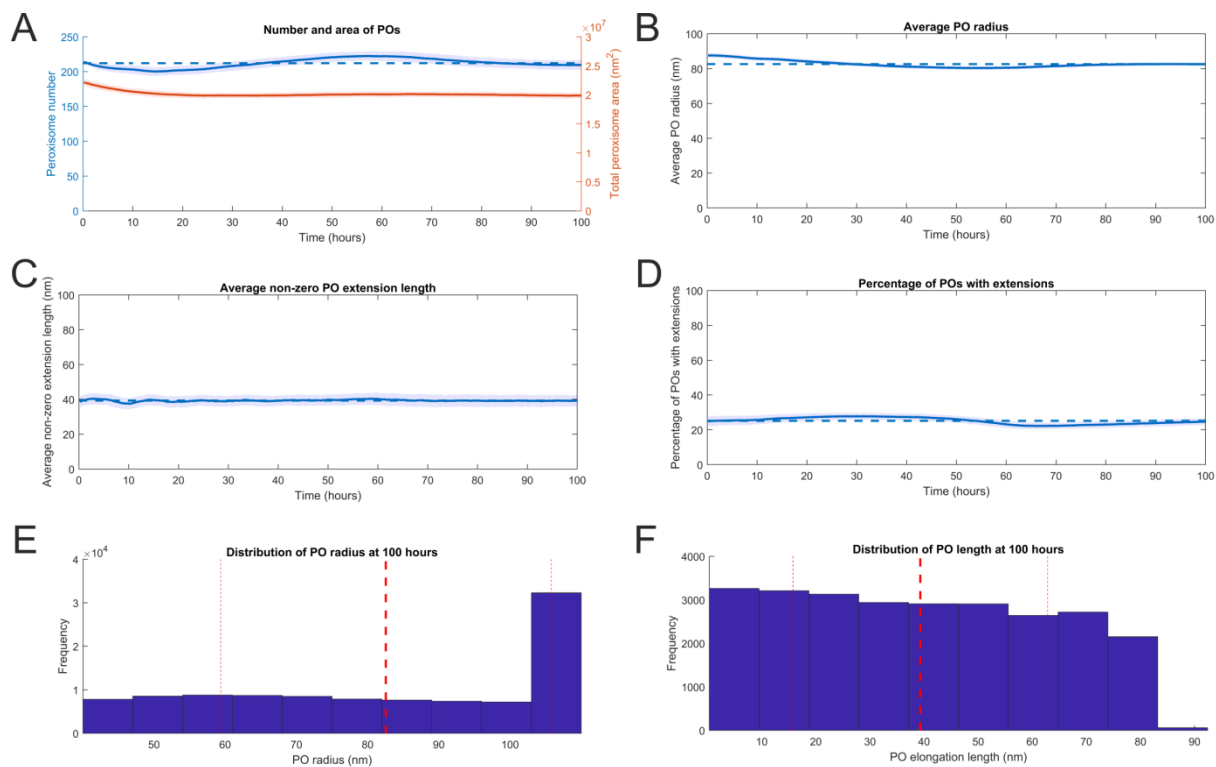 A
Number and area of POs
×10^7
Peroxisome number
0
50
100
150
200
250
Total peroxisome area (nm²)
0
0.5
1
1.5
2
2.5
3
0 10 20 30 40 50 60 70 80 90 100
Time (hours)
B
Average PO radius
Average PO radius (nm)
0
20
40
60
80
100
0 10 20 30 40 50 60 70 80 90 100
Time (hours)
C
Average non-zero PO extension length
Average non-zero extension length (nm)
0
20
40
60
80
100
0 10 20 30 40 50 60 70 80 90 100
Time (hours)
D
Percentage of POs with extensions
Percentage of POs with extensions
0
20
40
60
80
100
0 10 20 30 40 50 60 70 80 90 100
Time (hours)
E
×10^4
Distribution of PO radius at 100 hours
Frequency
0
1
2
3
4
50 60 70 80 90 100
PO radius (nm)
F
Distribution of PO length at 100 hours
Frequency
0
1000
2000
3000
4000
10 20 30 40 50 60 70 80 90
PO elongation length (nm)